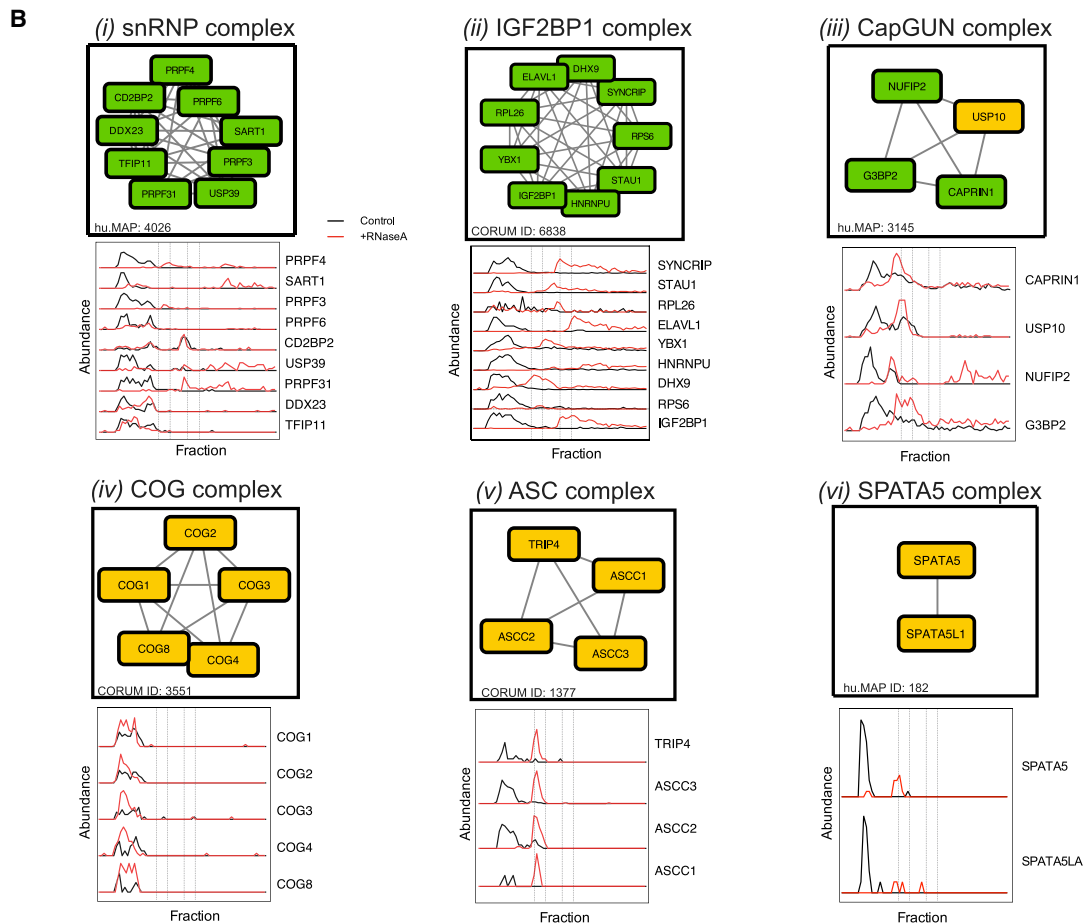 B
(i) snRNP complex
PRPF4
CD2BP2
PRPF6
DDX23
SART1
TFIP11
PRPF3
PRPF31
USP39
hu.MAP: 4026
Control
+RNaseA
PRPF4
SART1
PRPF3
PRPF6
CD2BP2
USP39
PRPF31
DDX23
TFIP11
Abundance
Fraction
(ii) IGF2BP1 complex
DHX9
ELAVL1
SYNCRIP
RPL26
RPS6
YBX1
STAU1
IGF2BP1
HNRNPU
CORUM ID: 6838
SYNCRIP
STAU1
RPL26
ELAVL1
YBX1
HNRNPU
DHX9
RPS6
IGF2BP1
Abundance
Fraction
(iii) CapGUN complex
NUFIP2
USP10
G3BP2
CAPRIN1
hu.MAP: 3145
CAPRIN1
USP10
NUFIP2
G3BP2
Abundance
Fraction
(iv) COG complex
COG2
COG1
COG3
COG8
COG4
CORUM ID: 3551
COG1
COG2
COG3
COG4
COG8
Abundance
Fraction
(v) ASC complex
TRIP4
ASCC1
ASCC2
ASCC3
CORUM ID: 1377
TRIP4
ASCC3
ASCC2
ASCC1
Abundance
Fraction
(vi) SPATA5 complex
SPATA5
SPATA5L1
hu.MAP ID: 182
SPATA5
SPATA5LA
Abundance
Fraction